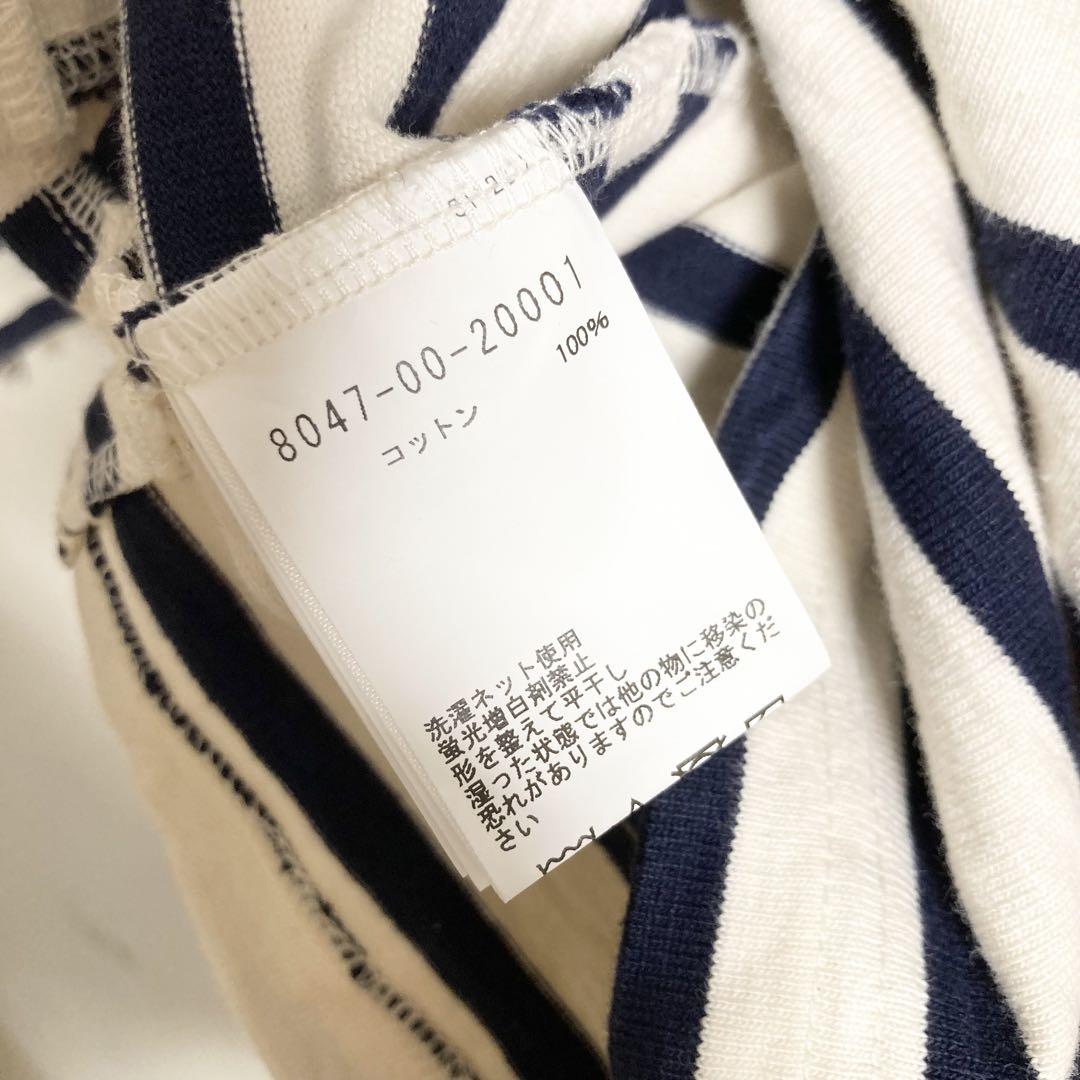 8047-00-20001
コットン 100%
洗濯ネット使用
蛍光増白剤禁止
形を整えて平干し
湿った状態では他の物に移染の
恐れがありますのでご注意くだ
さい